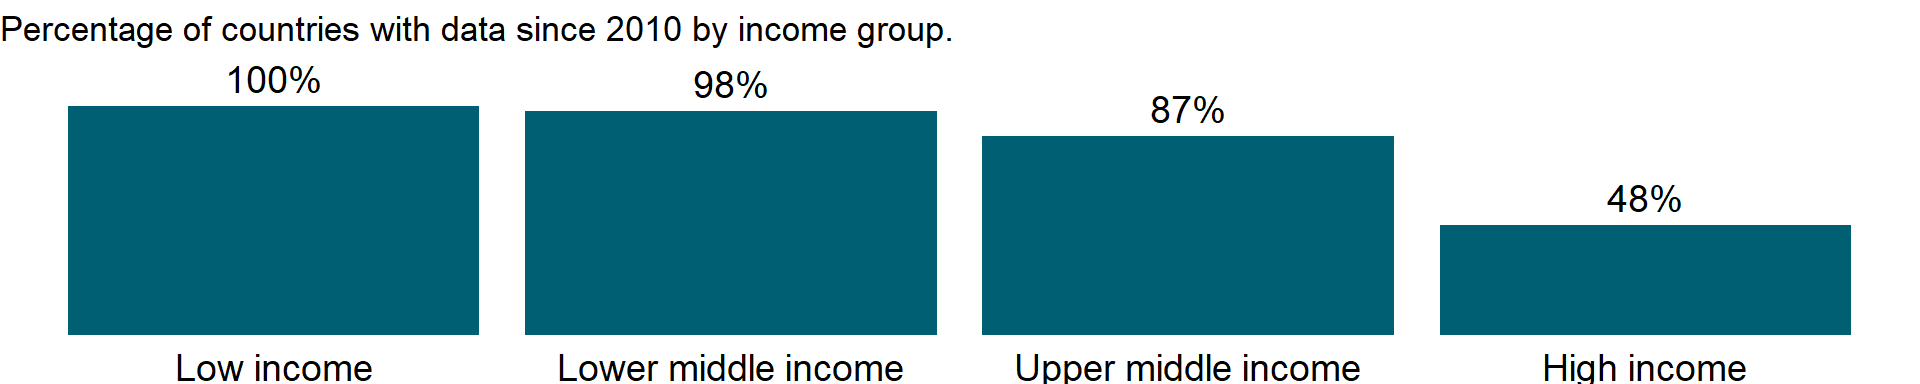 Percentage of countries with data since 2010 by income group.
100%
98%
87%
48%
Low income
Lower middle income
Upper middle income
High income